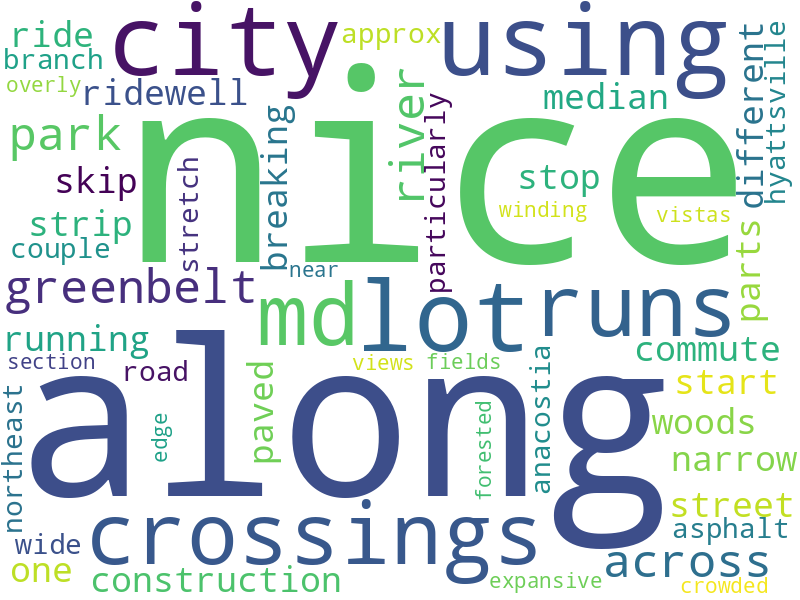 ride
city
approx
using
branch
overly
ridewell
median
different
hyattsville
park
nice
river
particularly
breaking
skip
stretch
stop
winding
vistas
strip
couple
near
parts
greenbelt
md
lot
runs
running
section
road
along
views
fields
commute
start
paved
woods
northeast
edge
forested
anacostia
narrow
street
wide
crossings
asphalt
across
one
construction
expansive
crowded